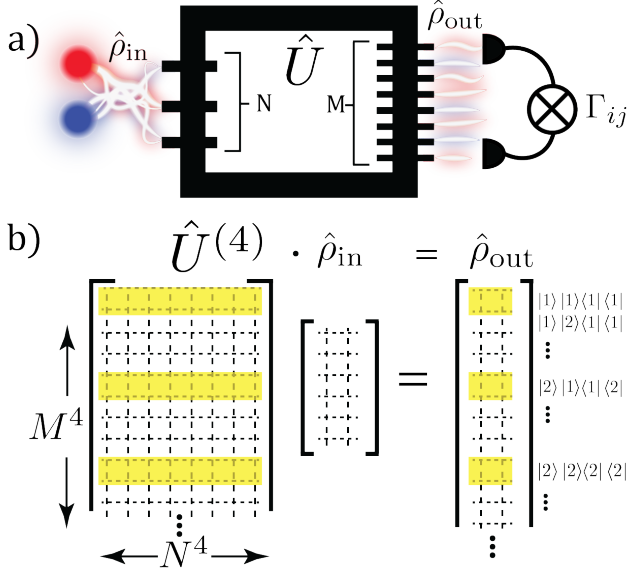 a)
ρ̂in
Û
N
M
ρ̂out
Γij
b)
Û(4) · ρ̂in = ρ̂out
|1⟩ |1⟩⟨1| ⟨1|
|1⟩ |2⟩⟨1| ⟨1|
⋮
=
|2⟩ |1⟩⟨1| ⟨2|
⋮
M4
|2⟩ |2⟩⟨2| ⟨2|
⋮
⋮
⋮
N4